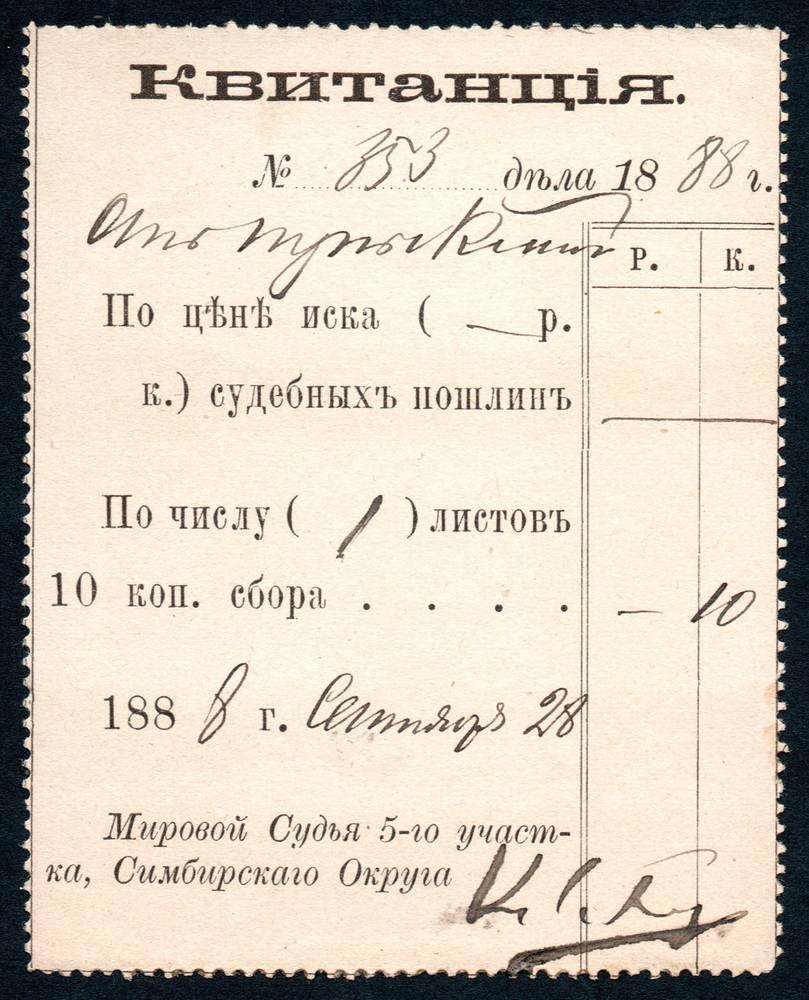 Квитанція.
№ 353 дѣла 18 88 г.
Р. К.
По цѣнѣ иска ( — р.
к.) судебныхъ пошлинъ —
По числу ( 1 ) листовъ
10 коп. сбора . . . . — 10
188 8 г. Сентября 28
Мировой Судья 5-го участ-
ка, Симбирскаго Округа